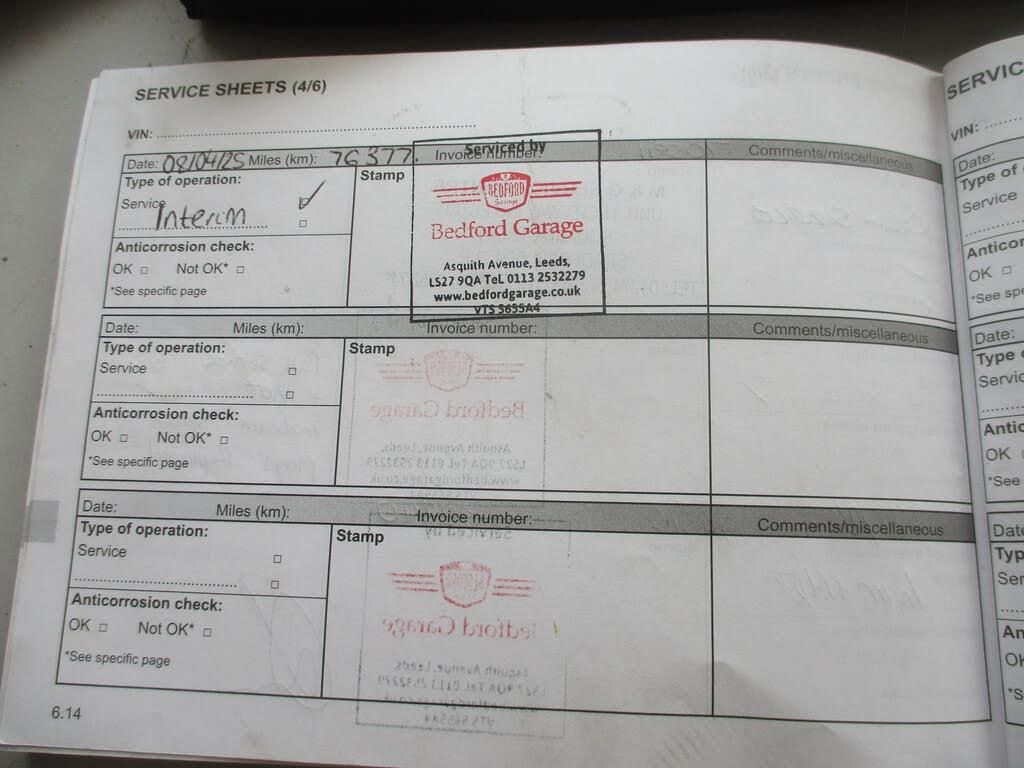 SERVICE SHEETS (4/6)
VIN:
Date: 08/04/25 Miles (km): 76377. Invoice number: Comments/miscellaneous
Type of operation:
Service
Interim
Anticorrosion check:
OK Not OK*
*See specific page
Stamp
Serviced by
BEDFORD
Garage
Bedford Garage
Asquith Avenue, Leeds,
LS27 9QA Tel. 0113 2532279
www.bedfordgarage.co.uk
VTS 5655A4
Date: Miles (km): Invoice number: Comments/miscellaneous
Type of operation:
Service
Anticorrosion check:
OK Not OK*
*See specific page
Stamp
Date: Miles (km): Invoice number: Comments/miscellaneous
Type of operation:
Service
Anticorrosion check:
OK Not OK*
*See specific page
Stamp
6.14
SERVIC
VIN:
Date:
Type of
Service
Anticor
OK
*See spe
Date:
Type o
Servic
Antic
OK
*See
Date
Typ
Ser
An
OK
*S